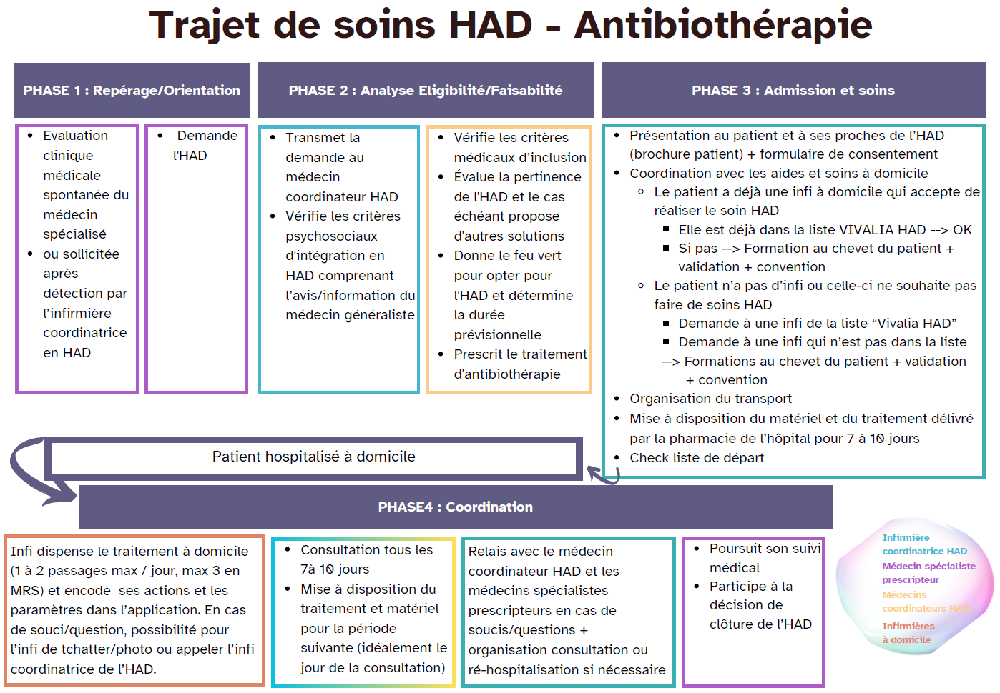 Trajet de soins HAD - Antibiothérapie
PHASE 1 : Repérage/Orientation
• Evaluation
clinique
médicale
spontanée du
médecin
spécialisé
• ou sollicitée
après
détection par
l’infirmière
coordinatrice
en HAD
• Demande
l'HAD
PHASE 2 : Analyse Eligibilité/Faisabilité
• Transmet la
demande au
médecin
coordinateur HAD
• Vérifie les critères
psychosociaux
d'intégration en
HAD comprenant
l’avis/information du
médecin généraliste
• Vérifie les critères
médicaux d’inclusion
• Évalue la pertinence
de l'HAD et le cas
échéant propose
d'autres solutions
• Donne le feu vert
pour opter pour
l'HAD et détermine
la durée
prévisionnelle
• Prescrit le traitement
d'antibiothérapie
PHASE 3 : Admission et soins
• Présentation au patient et à ses proches de l’HAD
(brochure patient) + formulaire de consentement
• Coordination avec les aides et soins à domicile
○ Le patient a déjà une infi à domicile qui accepte de
réaliser le soin HAD
■ Elle est déjà dans la liste VIVALIA HAD --> OK
■ Si pas --> Formation au chevet du patient +
validation + convention
○ Le patient n’a pas d’infi ou celle-ci ne souhaite pas
faire de soins HAD
■ Demande à une infi de la liste “Vivalia HAD”
■ Demande à une infi qui n’est pas dans la liste
--> Formations au chevet du patient + validation
+ convention
• Organisation du transport
• Mise à disposition du matériel et du traitement délivré
par la pharmacie de l’hôpital pour 7 à 10 jours
• Check liste de départ
Patient hospitalisé à domicile
PHASE4 : Coordination
Infi dispense le traitement à domicile
(1 à 2 passages max / jour, max 3 en
MRS) et encode ses actions et les
paramètres dans l’application. En cas
de souci/question, possibilité pour
l’infi de tchatter/photo ou appeler l’infi
coordinatrice de l’HAD.
• Consultation tous les
7à 10 jours
• Mise à disposition du
traitement et matériel
pour la période
suivante (idéalement le
jour de la consultation)
Relais avec le médecin
coordinateur HAD et les
médecins spécialistes
prescripteurs en cas de
soucis/questions +
organisation consultation ou
ré-hospitalisation si nécessaire
• Poursuit son suivi
médical
• Participe à la
décision de
clôture de l’HAD
Infirmière
coordinatrice HAD
Médecin spécialiste
prescripteur
Médecins
coordinateurs HAD
Infirmières
à domicile